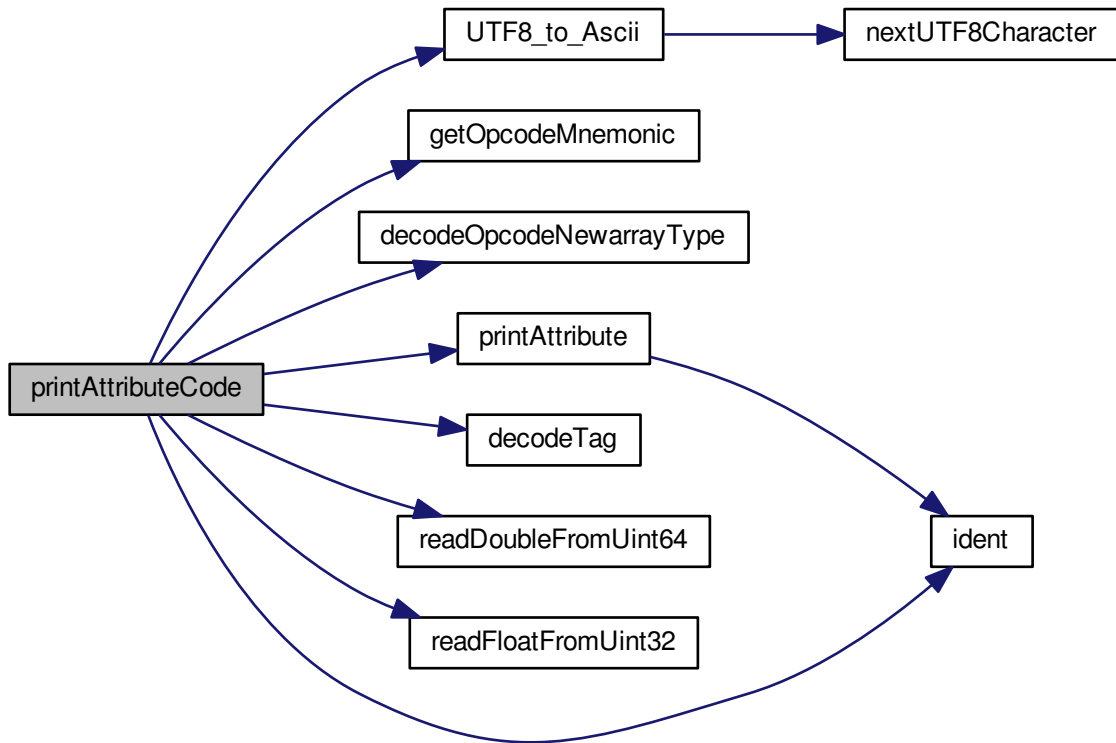 UTF8_to_Ascii
nextUTF8Character
getOpcodeMnemonic
decodeOpcodeNewarrayType
printAttribute
printAttributeCode
decodeTag
readDoubleFromUint64
ident
readFloatFromUint32